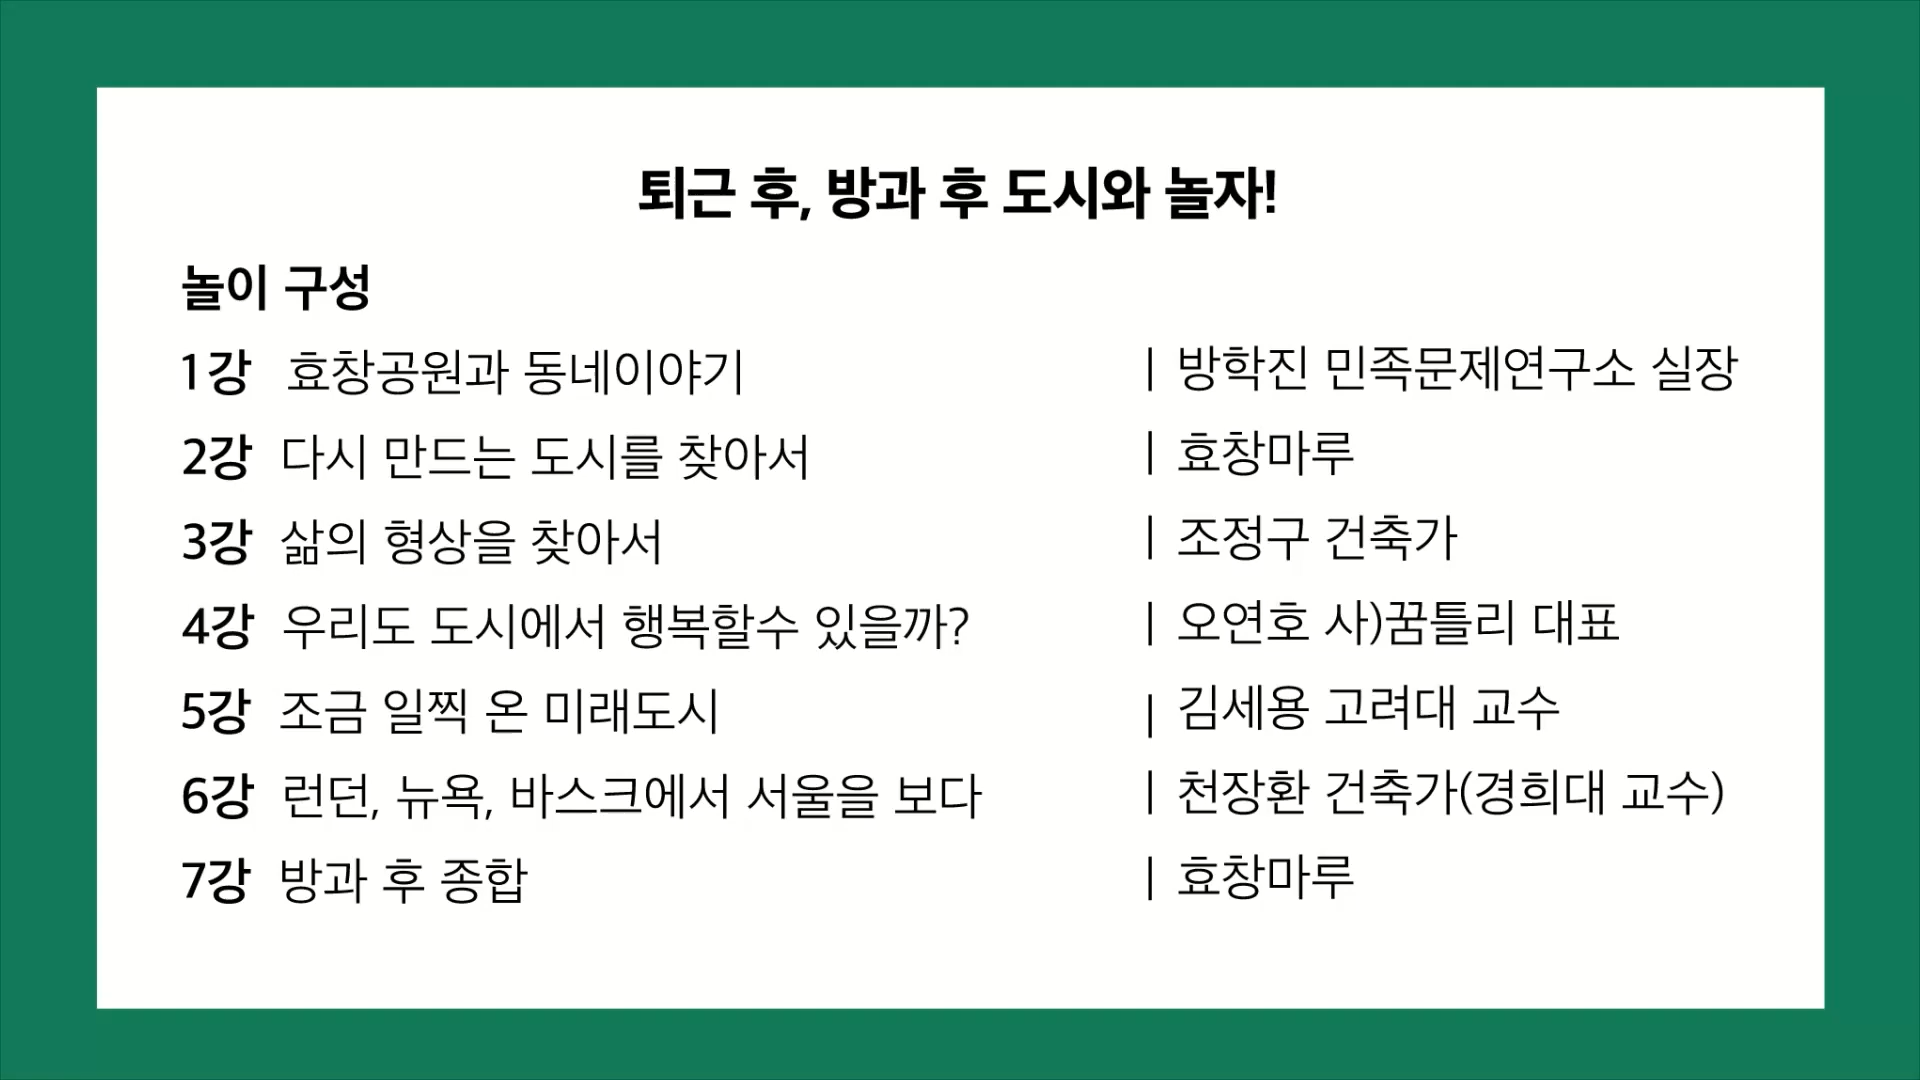 퇴근 후, 방과 후 도시와 놀자!
놀이 구성
1강 효창공원과 동네이야기 | 방학진 민족문제연구소 실장
2강 다시 만드는 도시를 찾아서 | 효창마루
3강 삶의 형상을 찾아서 | 조정구 건축가
4강 우리도 도시에서 행복할수 있을까? | 오연호 사)꿈틀리 대표
5강 조금 일찍 온 미래도시 | 김세용 고려대 교수
6강 런던, 뉴욕, 바스크에서 서울을 보다 | 천장환 건축가(경희대 교수)
7강 방과 후 종합 | 효창마루